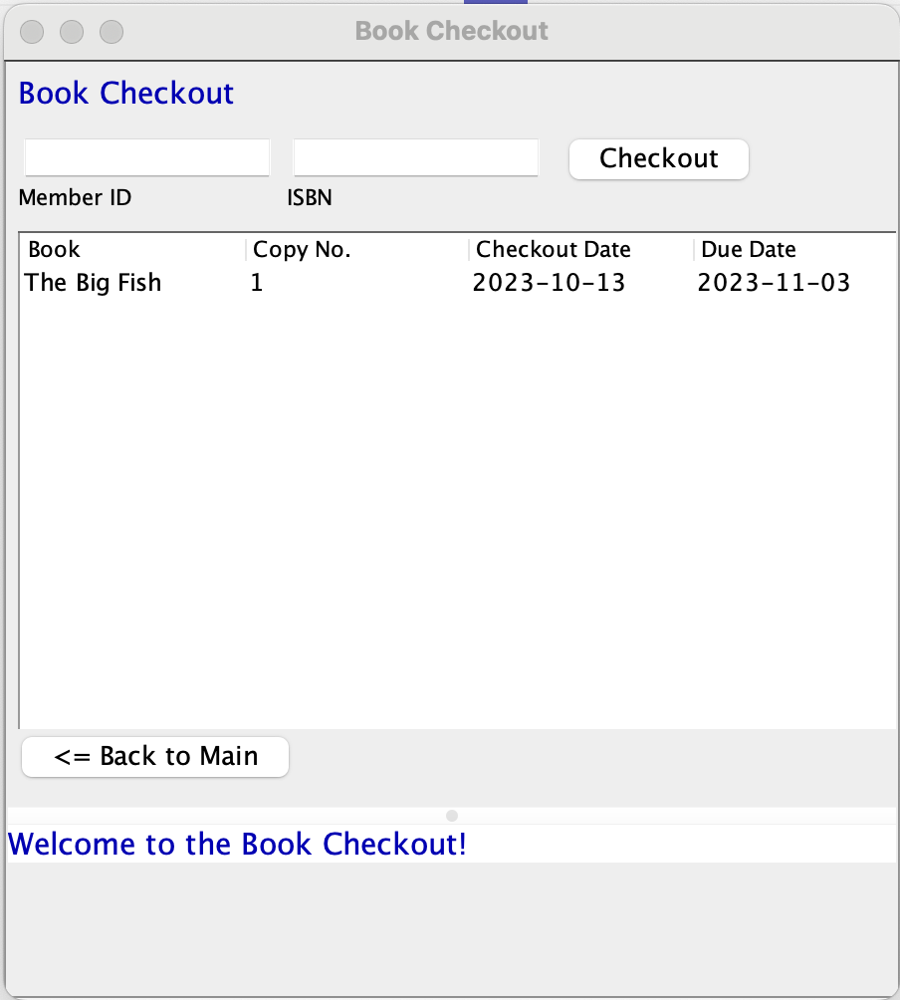 Book Checkout
Book Checkout
Checkout
Member ID ISBN
Book Copy No. Checkout Date Due Date
The Big Fish 1 2023-10-13 2023-11-03
<= Back to Main
Welcome to the Book Checkout!